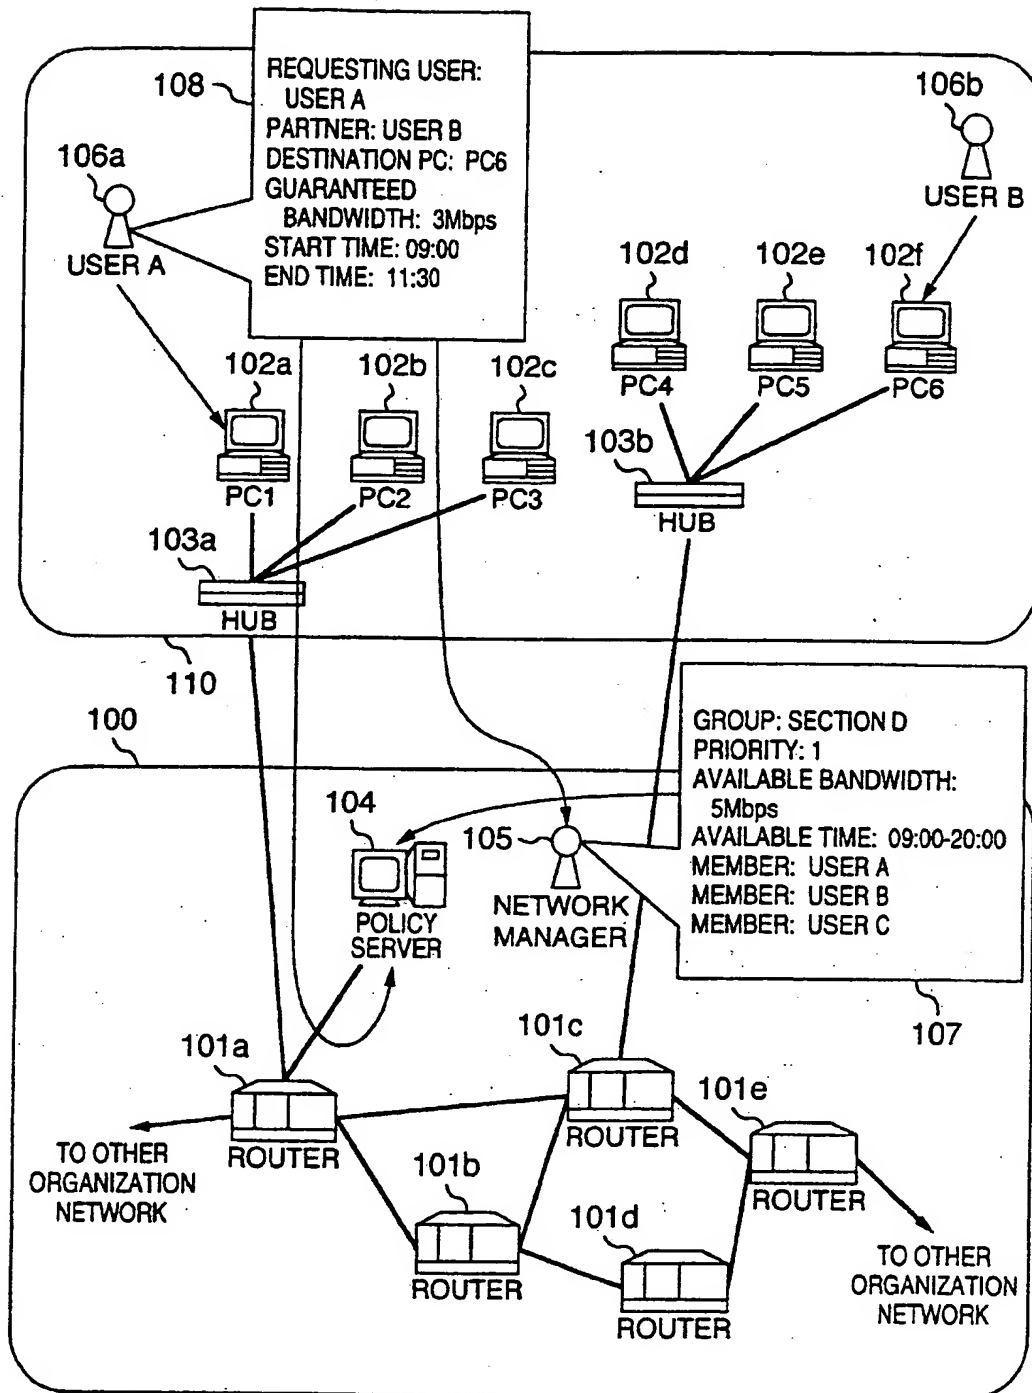 108
REQUESTING USER:
USER A
PARTNER: USER B
DESTINATION PC: PC6
GUARANTEED
BANDWIDTH: 3Mbps
START TIME: 09:00
END TIME: 11:30
106a
USER A
106b
USER B
102a
PC1
102b
PC2
102c
PC3
102d
PC4
102e
PC5
102f
PC6
103a
HUB
103b
HUB
110
100
GROUP: SECTION D
PRIORITY: 1
AVAILABLE BANDWIDTH:
5Mbps
AVAILABLE TIME: 09:00-20:00
MEMBER: USER A
MEMBER: USER B
MEMBER: USER C
107
104
POLICY
SERVER
105
NETWORK
MANAGER
101a
ROUTER
101b
ROUTER
101c
ROUTER
101d
ROUTER
101e
ROUTER
TO OTHER
ORGANIZATION
NETWORK
TO OTHER
ORGANIZATION
NETWORK